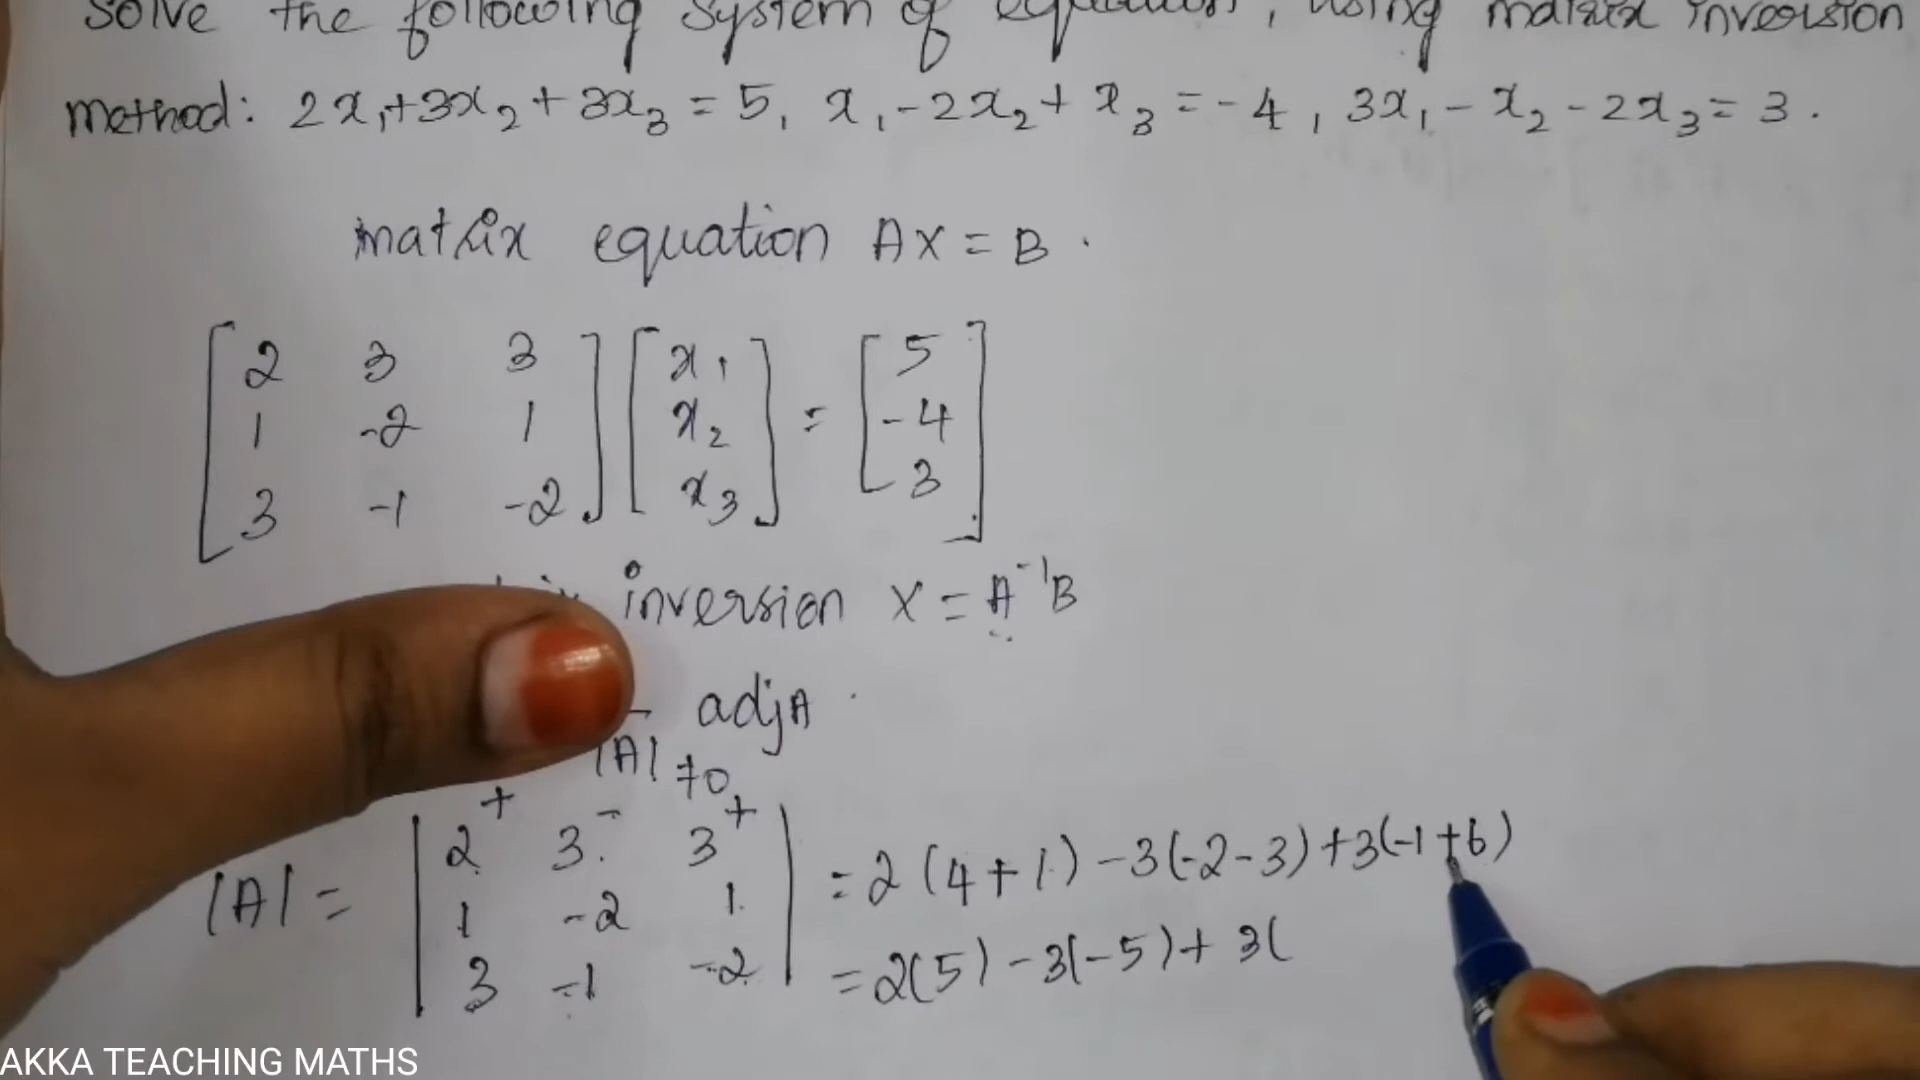 Solve the following system of equation, using matrix inversion
method: 2x₁+3x₂+3x₃=5, x₁-2x₂+x₃=-4, 3x₁-x₂-2x₃=3.
matrix equation AX=B.
[2 3 3] [x₁] = [5]
[1 -2 1] [x₂] [-4]
[3 -1 -2] [x₃] [3]
inversion X=A⁻¹B
adjA
|A| ≠0
+ - +
|A| = |2 3 3| = 2(4+1)-3(-2-3)+3(-1+6)
|1 -2 1|
|3 -1 -2| = 2(5)-3(-5)+3(
AKKA TEACHING MATHS